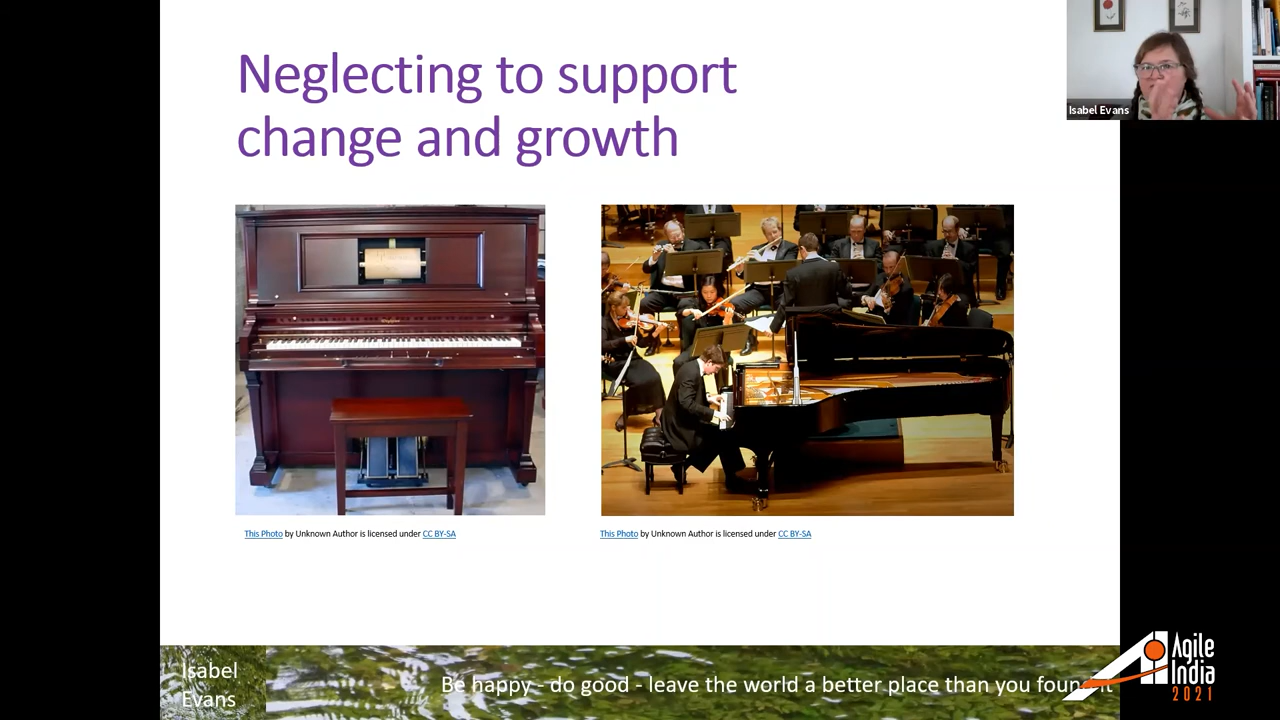 Neglecting to support
change and growth
Isabel Evans
This Photo by Unknown Author is licensed under CC BY-SA
This Photo by Unknown Author is licensed under CC BY-SA
Isabel
Evans
Be happy - do good - leave the world a better place than you found it
Agile
India
2021